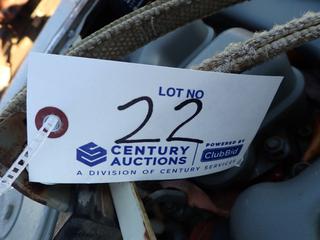 LOT NO
22
CENTURY AUCTIONS
POWERED BY
ClubBid
A DIVISION OF CENTURY SERVICES